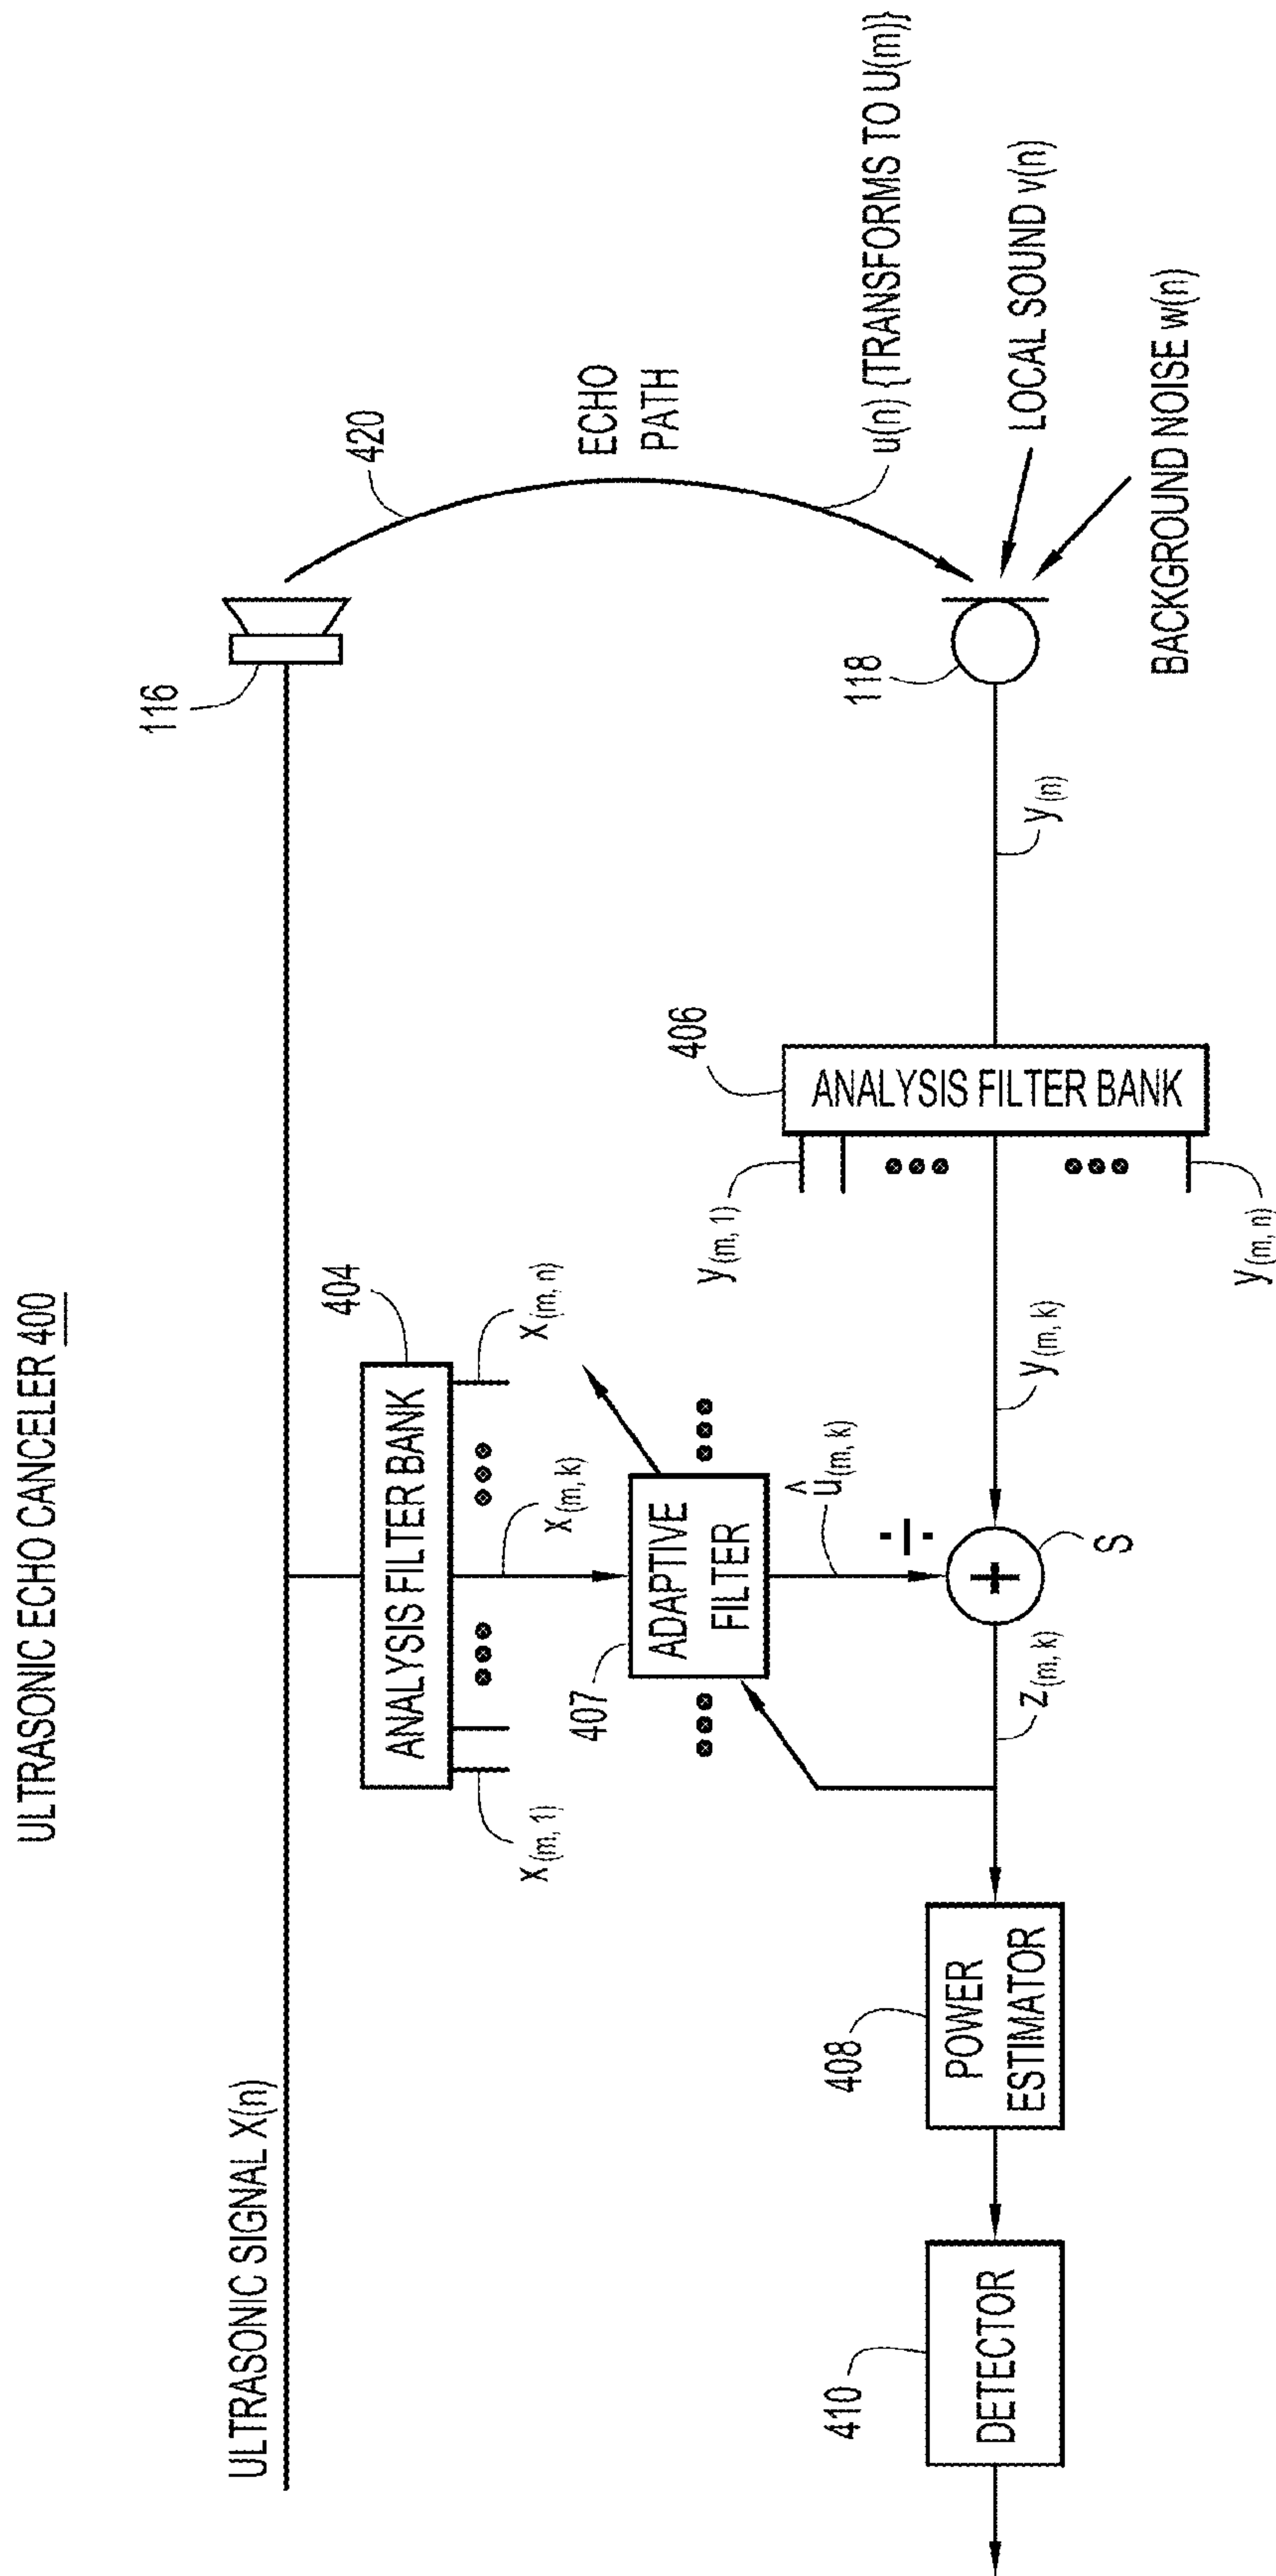 ULTRASONIC ECHO CANCELER 400
ULTRASONIC SIGNAL X(n)
116
420
ECHO
PATH
404
ANALYSIS FILTER BANK
x(m, 1)
x(m, k)
x(m, n)
407
ADAPTIVE
FILTER
û(m, k)
u(n) {TRANSFORMS TO U(m)}
406
ANALYSIS FILTER BANK
y(m, 1)
y(m, k)
y(m, n)
y(n)
118
LOCAL SOUND v(n)
BACKGROUND NOISE w(n)
410
DETECTOR
408
POWER
ESTIMATOR
z(m, k)
-
+
S